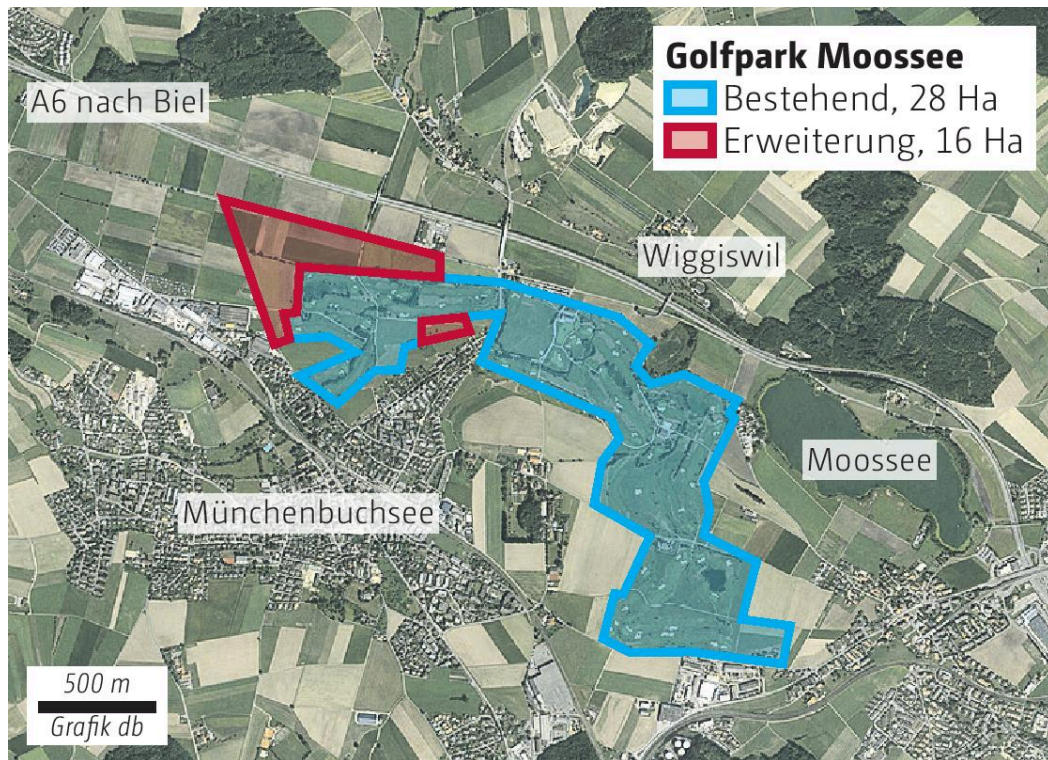 Golfpark Moossee
Bestehend, 28 Ha
Erweiterung, 16 Ha
A6 nach Biel
Wiggiswil
Moossee
Münchenbuchsee
500 m
Grafik db